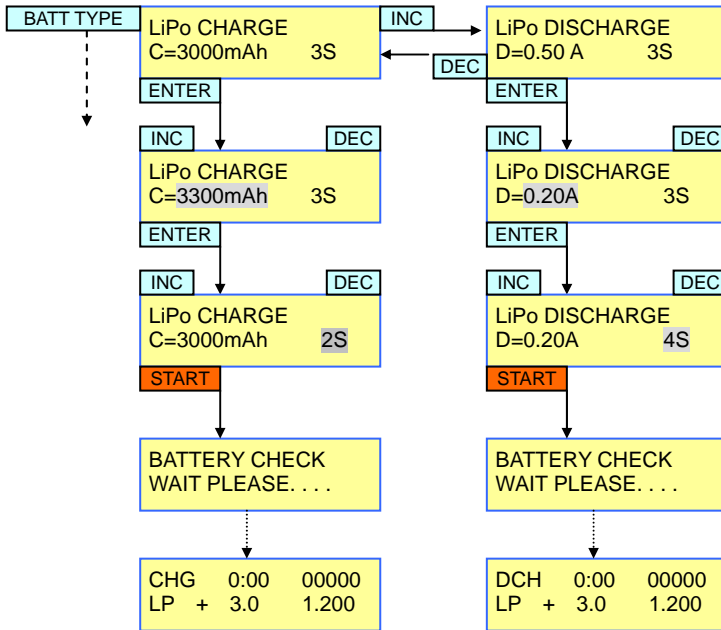 BATT TYPE
LiPo CHARGE
C=3000mAh 3S
INC
DEC
LiPo DISCHARGE
D=0.50 A 3S
ENTER
ENTER
INC DEC
LiPo CHARGE
C=3300mAh 3S
ENTER
INC DEC
LiPo DISCHARGE
D=0.20A 3S
ENTER
INC DEC
LiPo CHARGE
C=3000mAh 2S
START
INC DEC
LiPo DISCHARGE
D=0.20A 4S
START
BATTERY CHECK
WAIT PLEASE. . . .
BATTERY CHECK
WAIT PLEASE. . . .
CHG 0:00 00000
LP + 3.0 1.200
DCH 0:00 00000
LP + 3.0 1.200